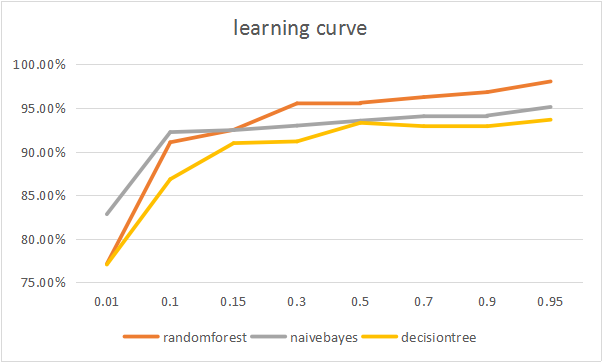 learning curve
100.00%
95.00%
90.00%
85.00%
80.00%
75.00%
0.01 0.1 0.15 0.3 0.5 0.7 0.9 0.95
randomforest naivebayes decisiontree